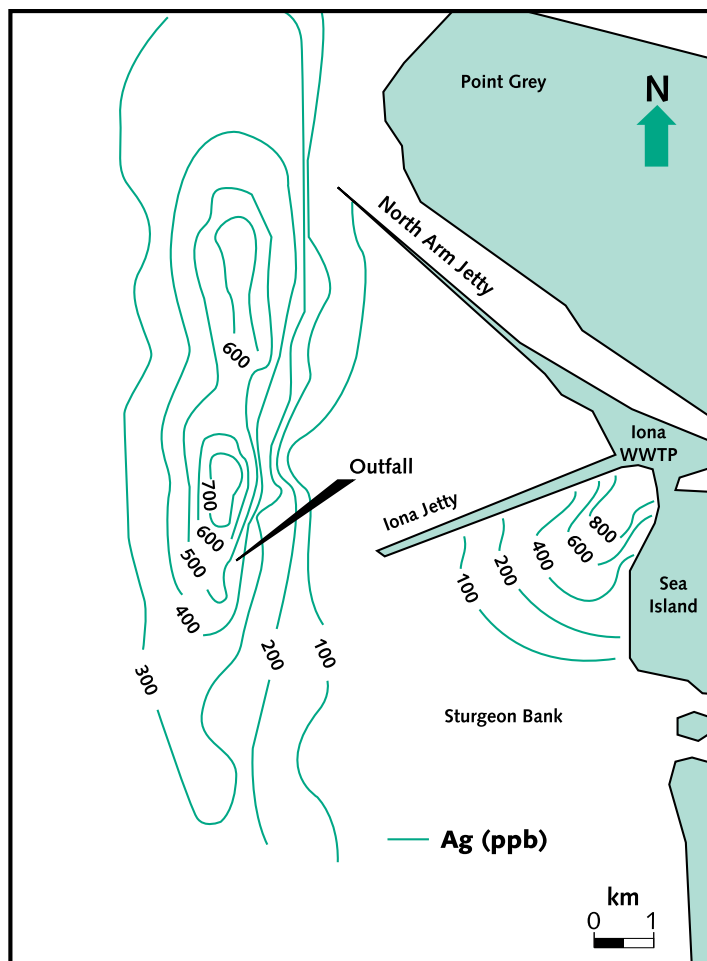 Point Grey
N
North Arm Jetty
600
Iona
WWTP
Outfall
700
Iona Jetty
800
600
600
500
400
200
100
400
Sea
Island
300
200
100
Sturgeon Bank
Ag (ppb)
km
0 1